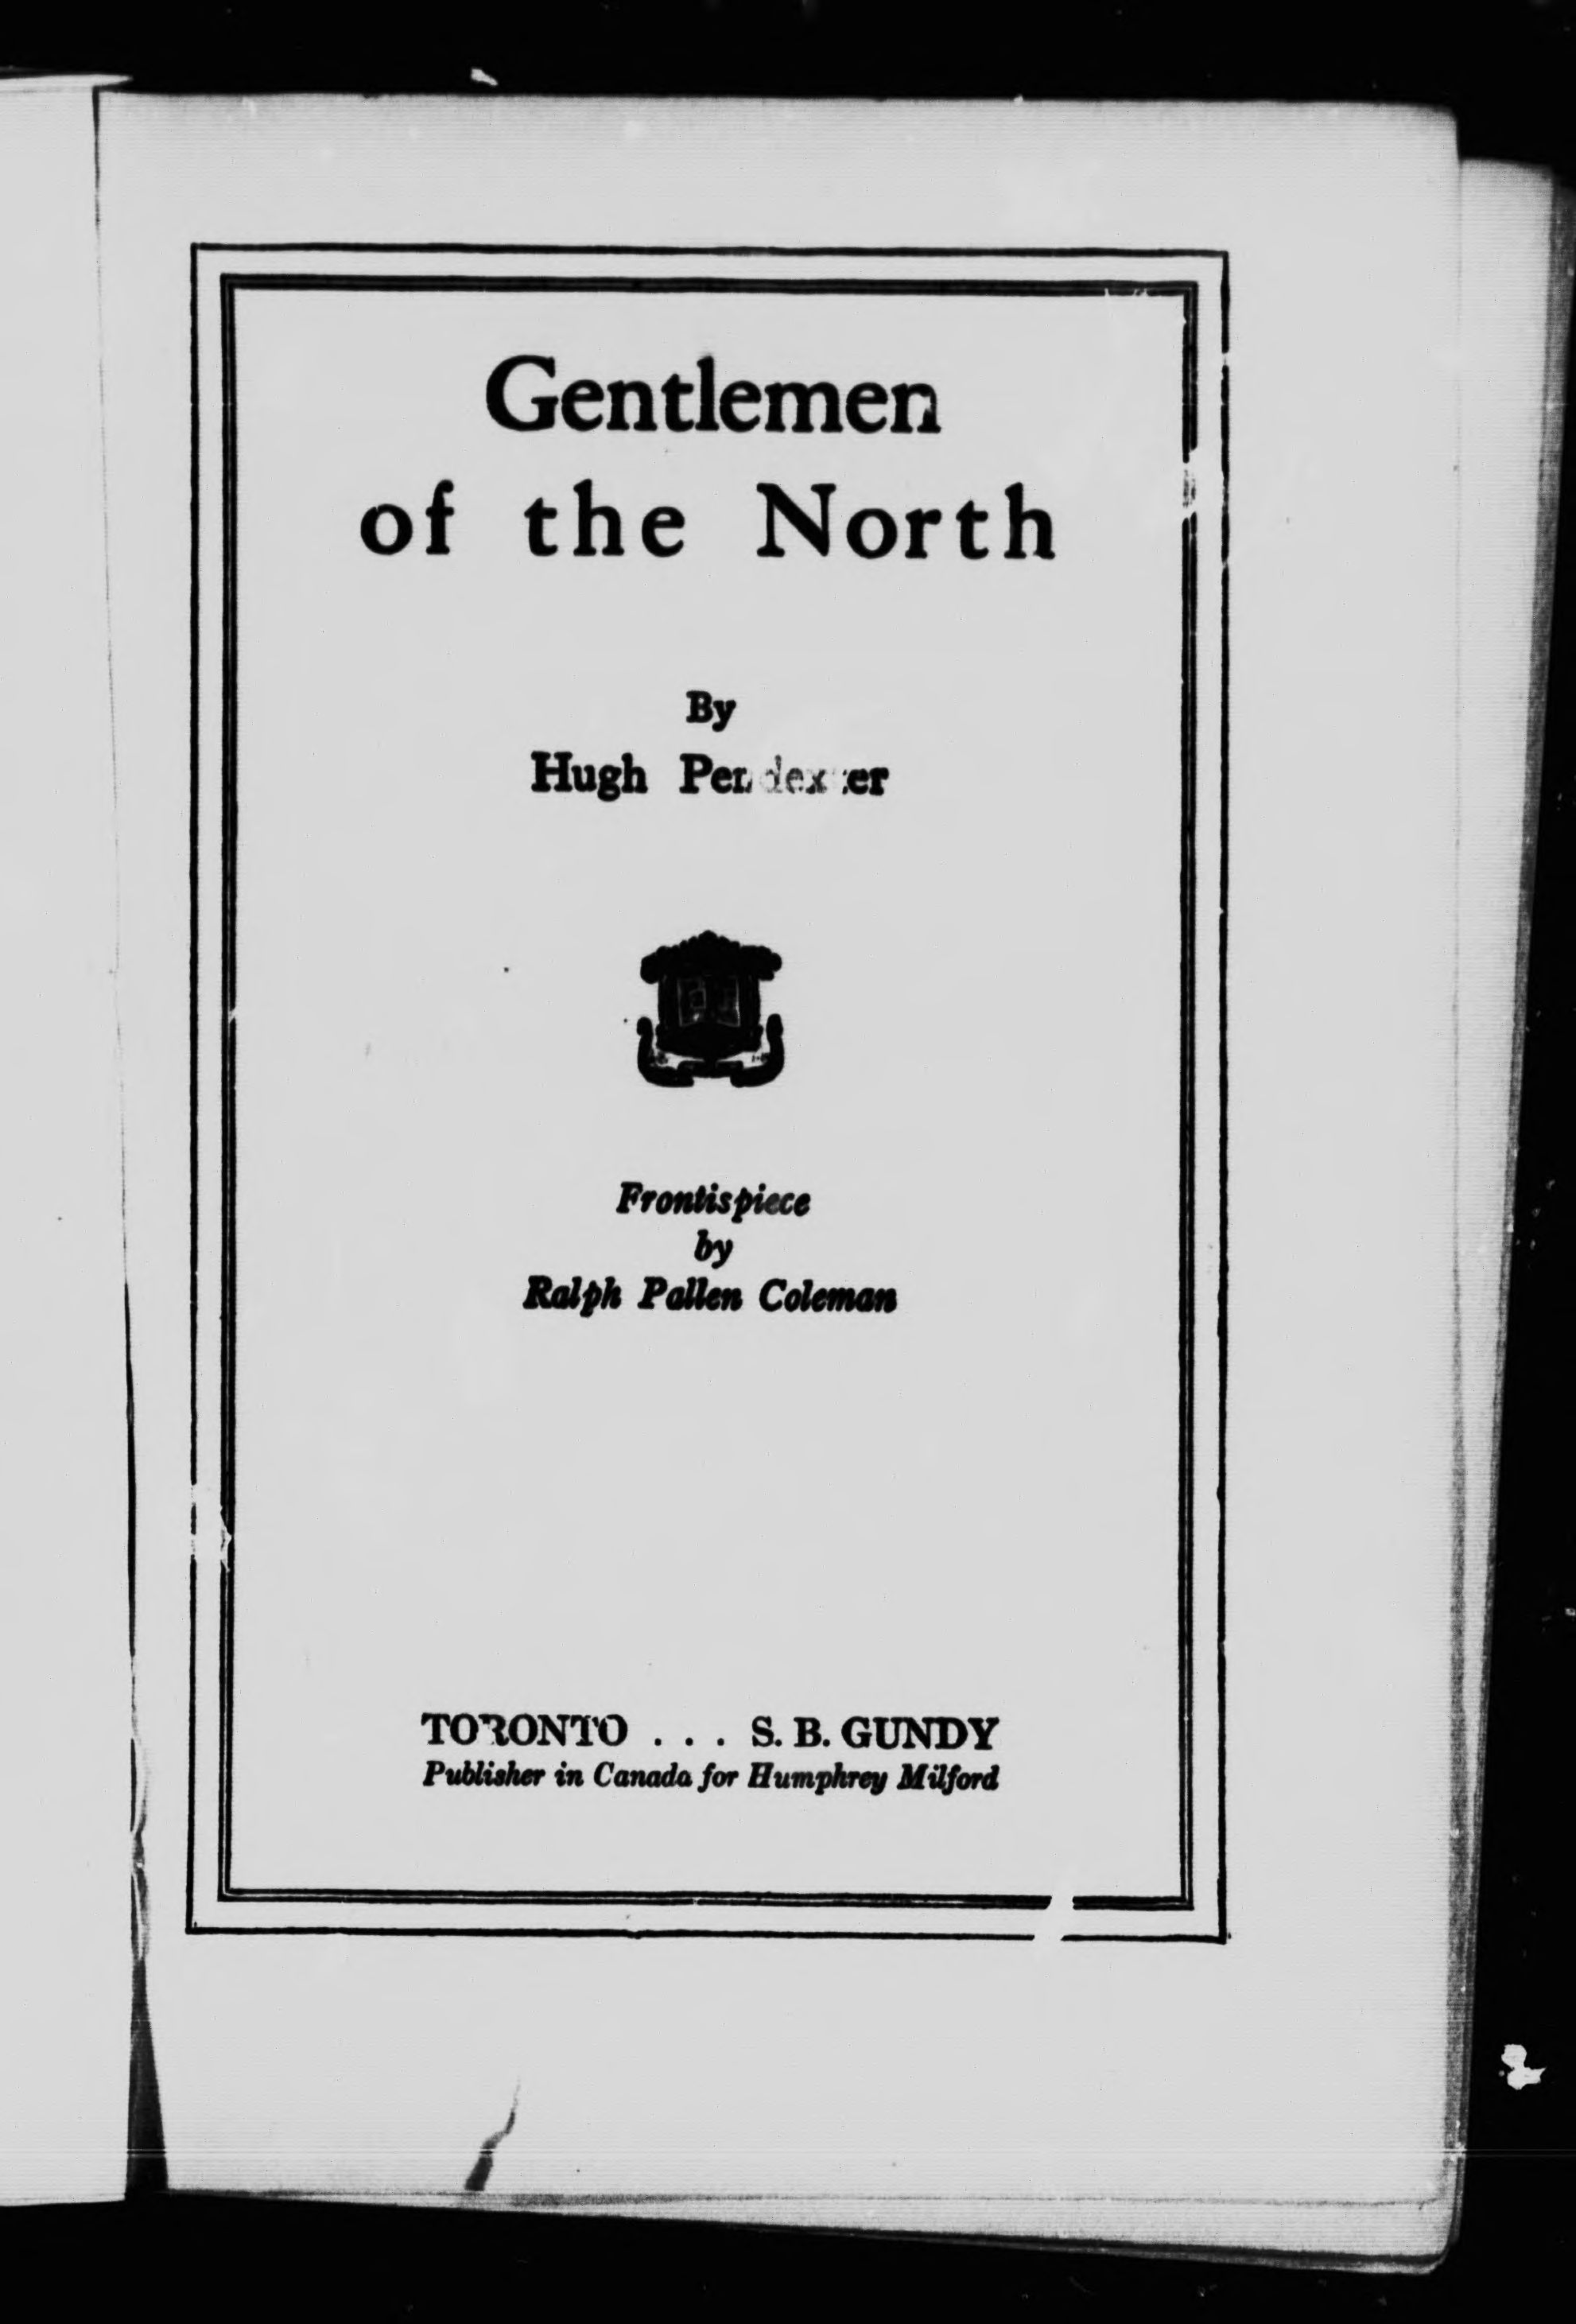 Gentlemen
of the North
By
Hugh Pendexter
Frontispiece
by
Ralph Pallen Coleman
TORONTO . . . S. B. GUNDY
Publisher in Canada for Humphrey Milford